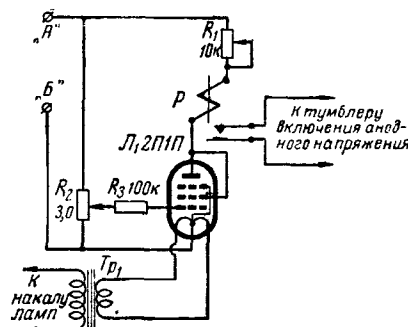 „А"
R1
10к
„Б"
Р
К тумблеру
включения анод-
ного напряжения
Л1 2П1П
R2
3,0
R3 100к
Тр1
К
накалу
ламп